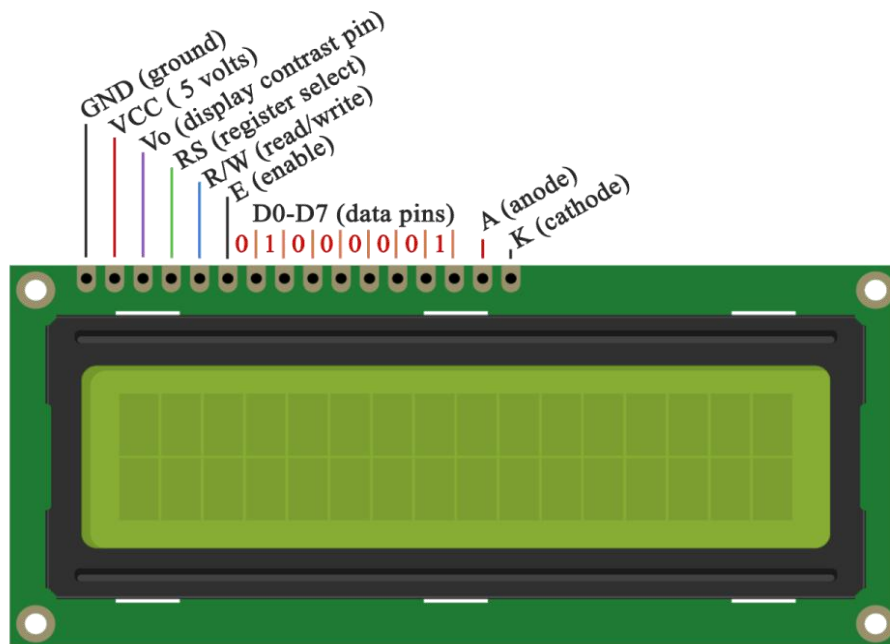 GND (ground)
VCC ( 5 volts)
Vo (display contrast pin)
RS (register select)
R/W (read/write)
E (enable)
D0-D7 (data pins)
0 1 0 0 0 0 0 1
A (anode)
K (cathode)